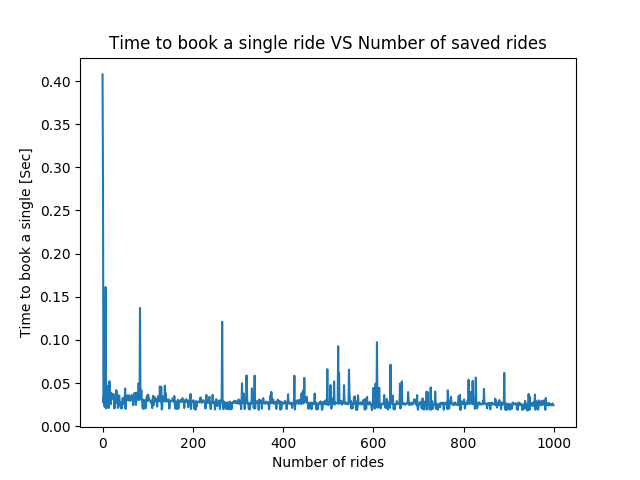 Time to book a single ride VS Number of saved rides
Time to book a single [Sec]
0.40
0.35
0.30
0.25
0.20
0.15
0.10
0.05
0.00
0 200 400 600 800 1000
Number of rides